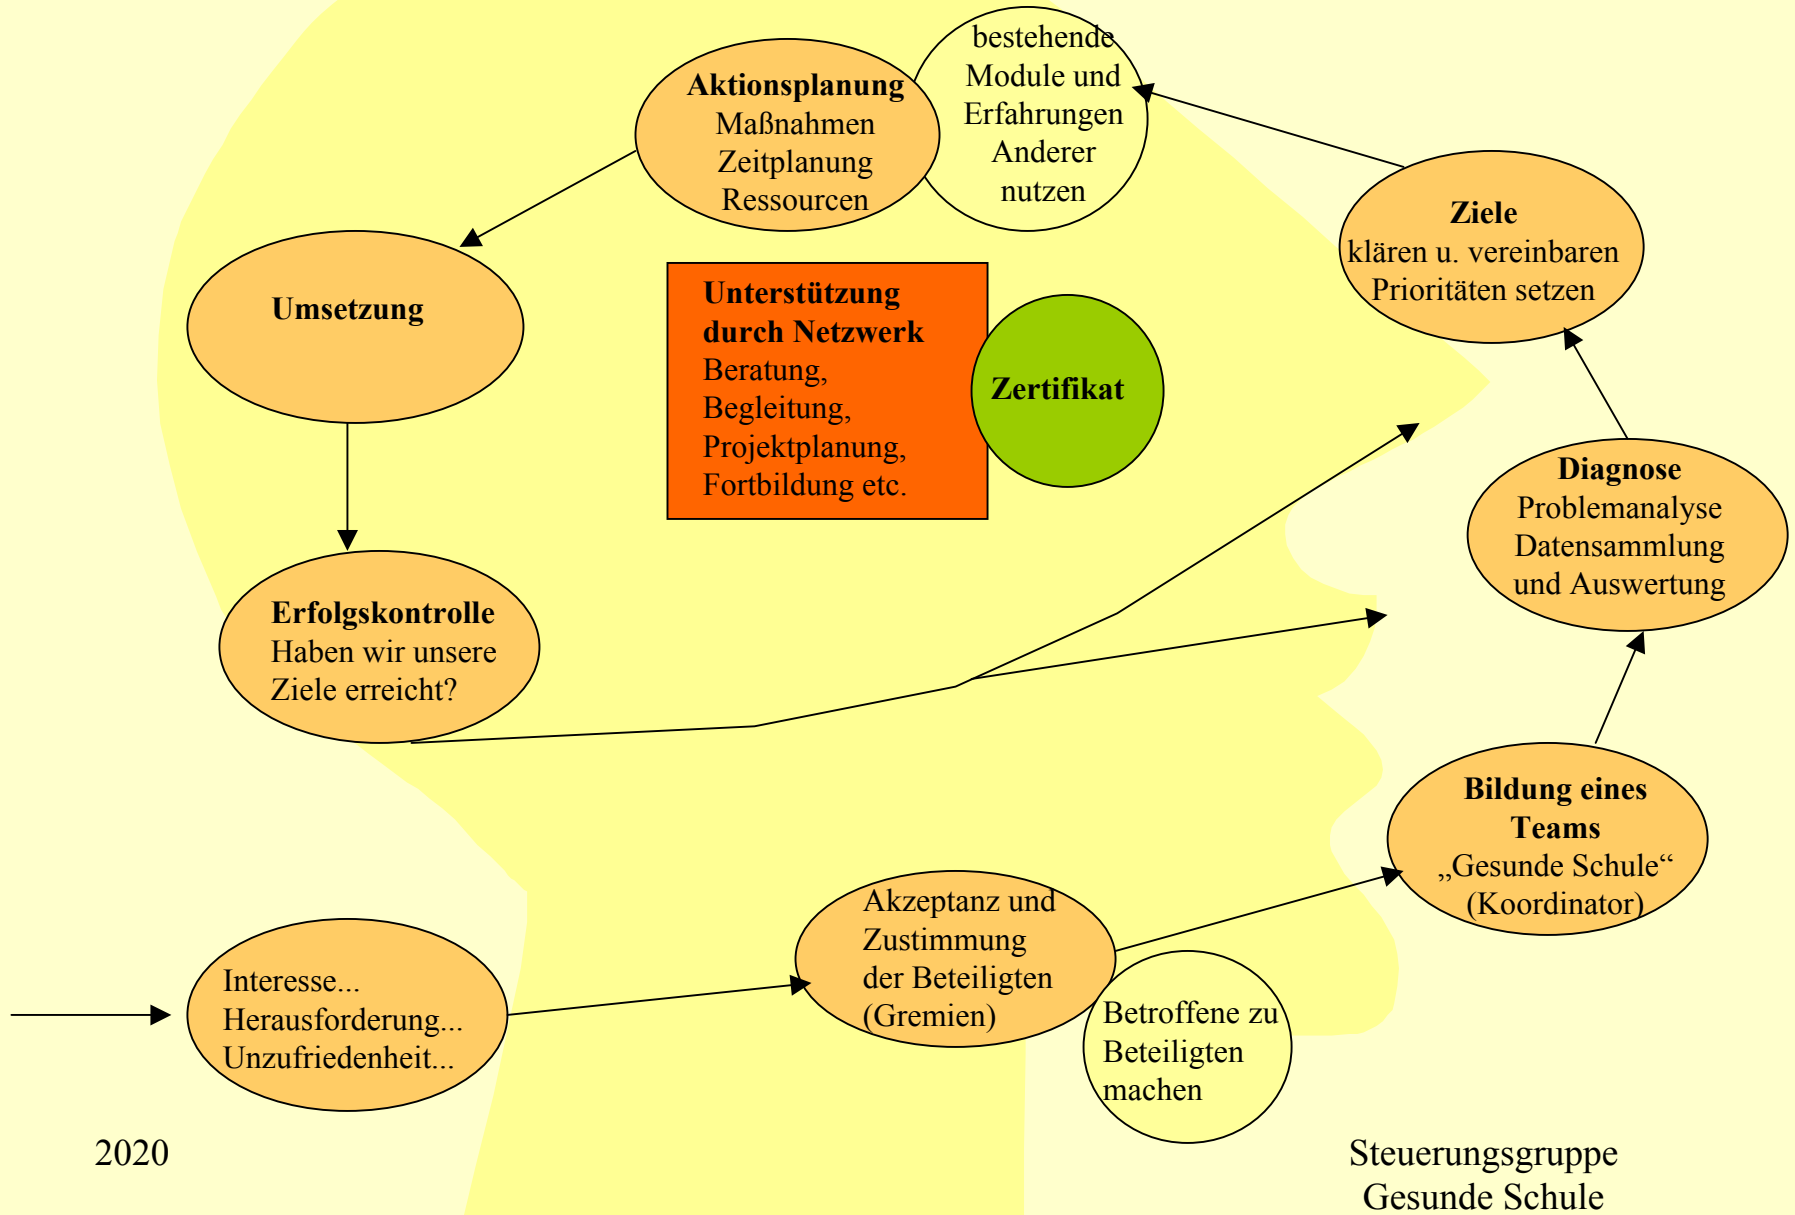 bestehende
Module und
Erfahrungen
Anderer
nutzen
Aktionsplanung
Maßnahmen
Zeitplanung
Ressourcen
Ziele
klären u. vereinbaren
Prioritäten setzen
Umsetzung
Unterstützung
durch Netzwerk
Beratung,
Begleitung,
Projektplanung,
Fortbildung etc.
Zertifikat
Diagnose
Problemanalyse
Datensammlung
und Auswertung
Erfolgskontrolle
Haben wir unsere
Ziele erreicht?
Bildung eines
Teams
„Gesunde Schule“
(Koordinator)
Akzeptanz und
Zustimmung
der Beteiligten
(Gremien)
Interesse...
Herausforderung...
Unzufriedenheit...
Betroffene zu
Beteiligten
machen
2020
Steuerungsgruppe
Gesunde Schule